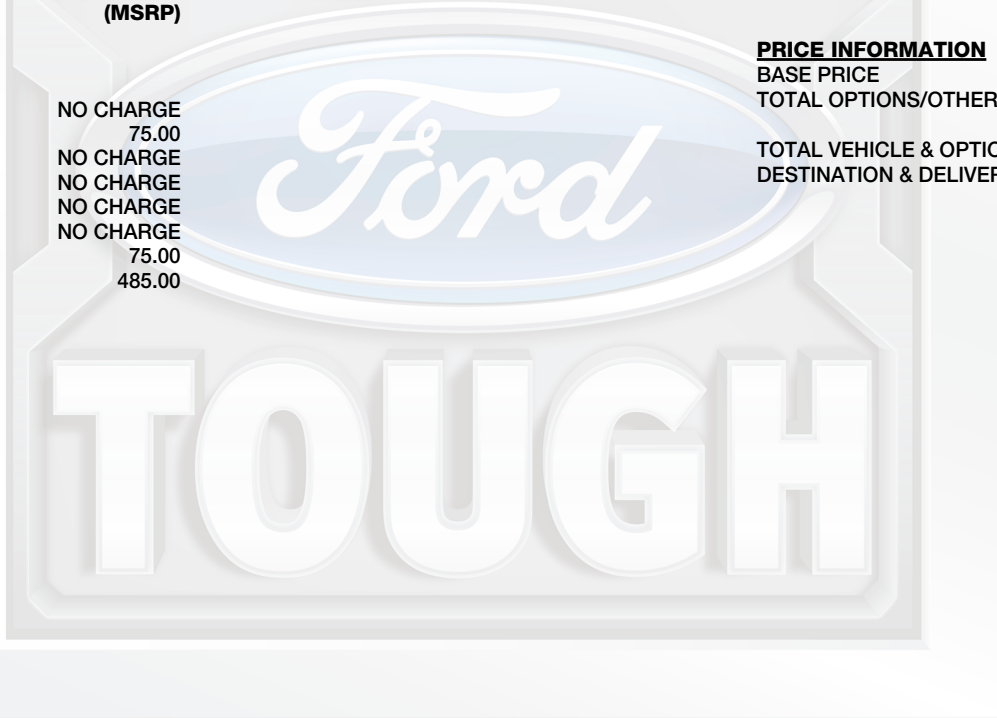 (MSRP)
NO CHARGE
75.00
NO CHARGE
NO CHARGE
NO CHARGE
NO CHARGE
75.00
485.00
PRICE INFORMATION
BASE PRICE
TOTAL OPTIONS/OTHER
TOTAL VEHICLE & OPTIO
DESTINATION & DELIVER
Ford
TOUGH